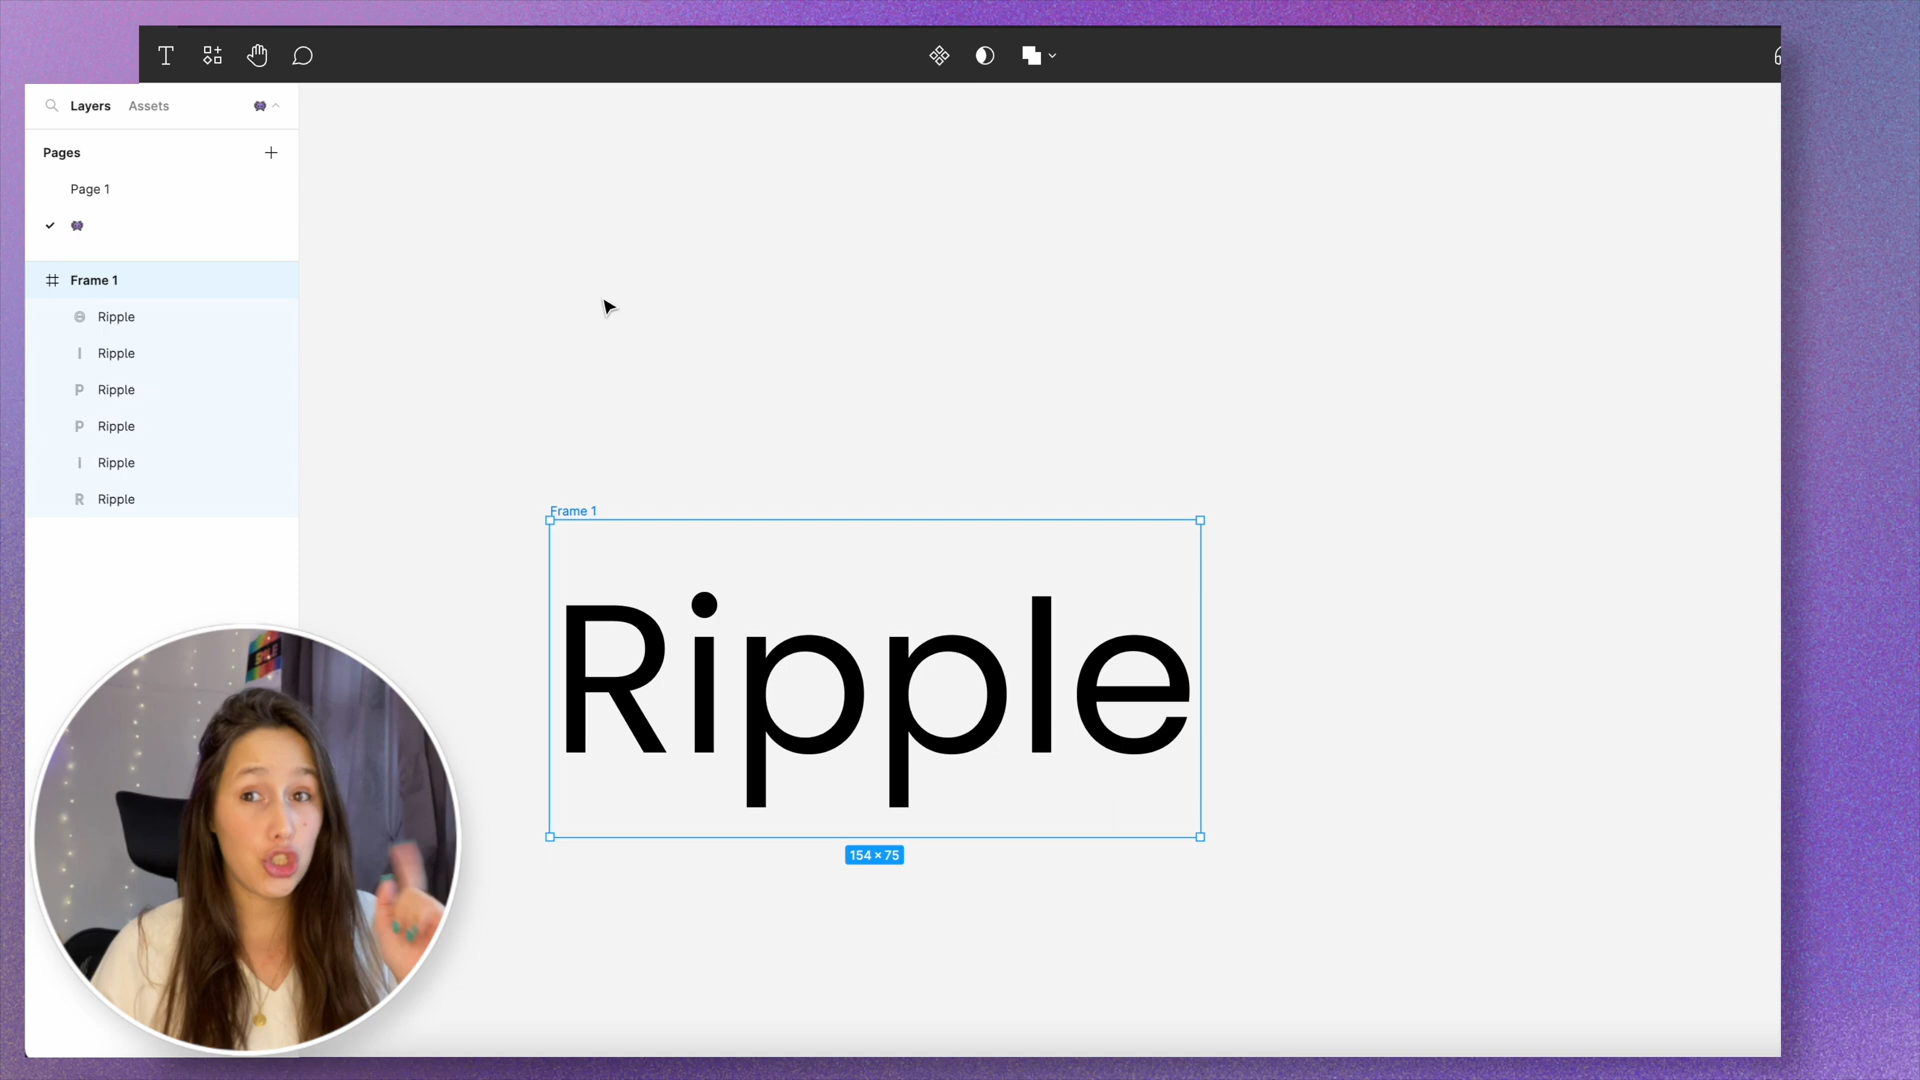 Layers Assets
Pages
Page 1
Frame 1
Ripple
Ripple
Ripple
Ripple
Ripple
Ripple
Frame 1
Ripple
154 × 75